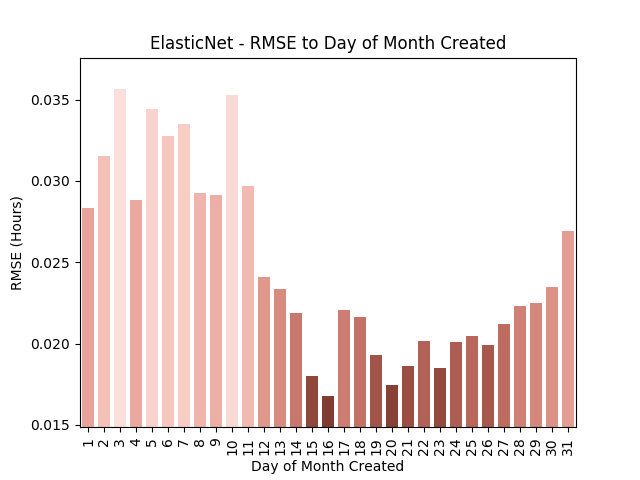 ElasticNet - RMSE to Day of Month Created
RMSE (Hours)
0.035
0.030
0.025
0.020
0.015
1 2 3 4 5 6 7 8 9 10 11 12 13 14 15 16 17 18 19 20 21 22 23 24 25 26 27 28 29 30 31
Day of Month Created